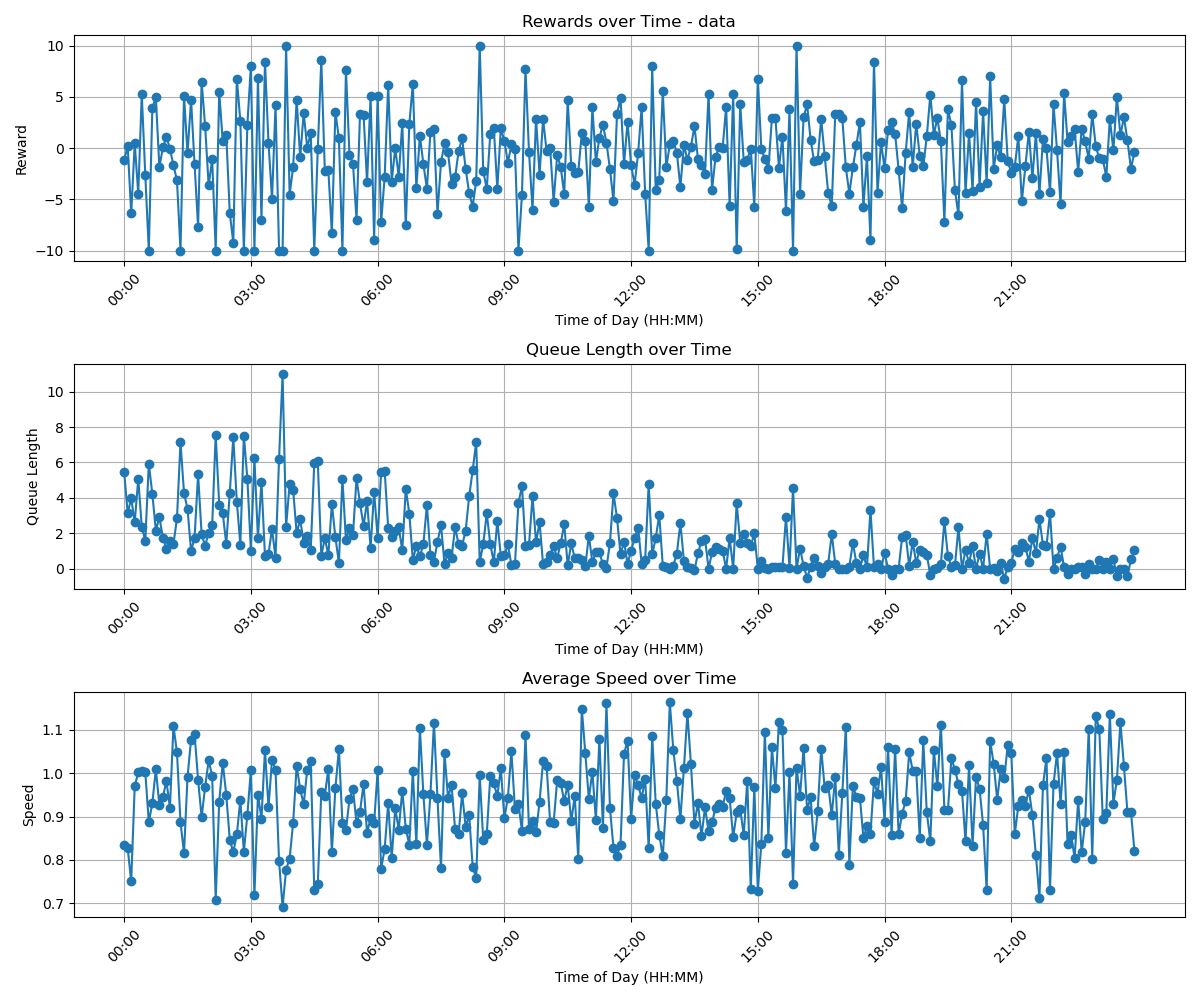 Rewards over Time - data
Reward
10
5
0
−5
−10
00:00 03:00 06:00 09:00 12:00 15:00 18:00 21:00
Time of Day (HH:MM)
Queue Length over Time
Queue Length
10
8
6
4
2
0
00:00 03:00 06:00 09:00 12:00 15:00 18:00 21:00
Time of Day (HH:MM)
Average Speed over Time
Speed
1.1
1.0
0.9
0.8
0.7
00:00 03:00 06:00 09:00 12:00 15:00 18:00 21:00
Time of Day (HH:MM)